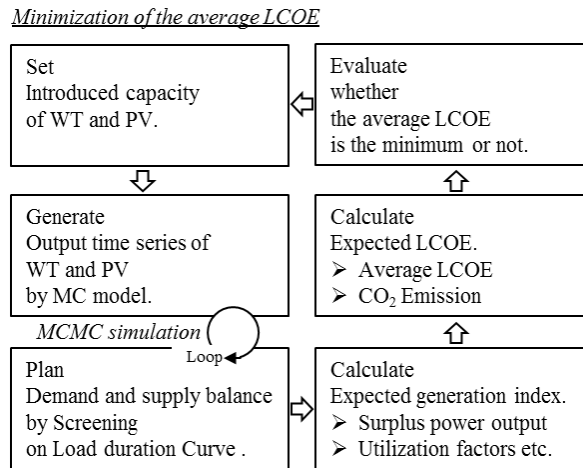 Minimization of the average LCOE
Set
Introduced capacity
of WT and PV.
Generate
Output time series of
WT and PV
by MC model.
MCMC simulation
Loop
Plan
Demand and supply balance
by Screening
on Load duration Curve .
Calculate
Expected generation index.
➢ Surplus power output
➢ Utilization factors etc.
Calculate
Expected LCOE.
➢ Average LCOE
➢ CO₂ Emission
Evaluate
whether
the average LCOE
is the minimum or not.